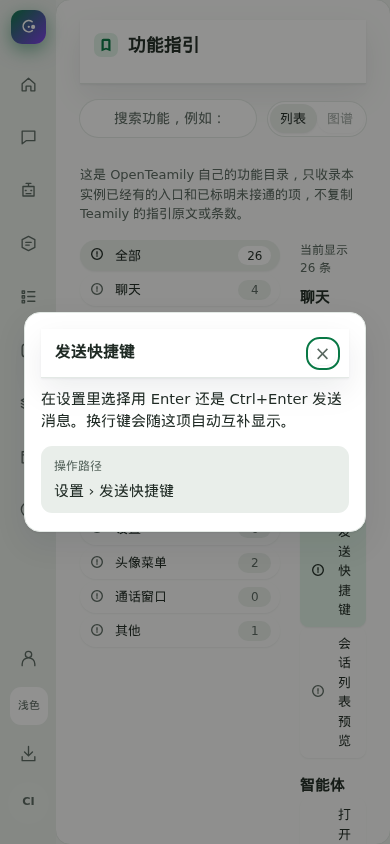 功能指引
搜索功能，例如：
列表
图谱
这是 OpenTeamily 自己的功能目录，只收录本
实例已经有的入口和已标明未接通的项，不复制
Teamily 的指引原文或条数。
全部
26
聊天
4
当前显示
26 条
聊天
发送快捷键
在设置里选择用 Enter 还是 Ctrl+Enter 发送
消息。换行键会随这项自动互补显示。
操作路径
设置 › 发送快捷键
头像菜单
2
通话窗口
0
其他
1
送
快
捷
键
会
话
列
表
预
览
智能体
打
开
浅色
CI